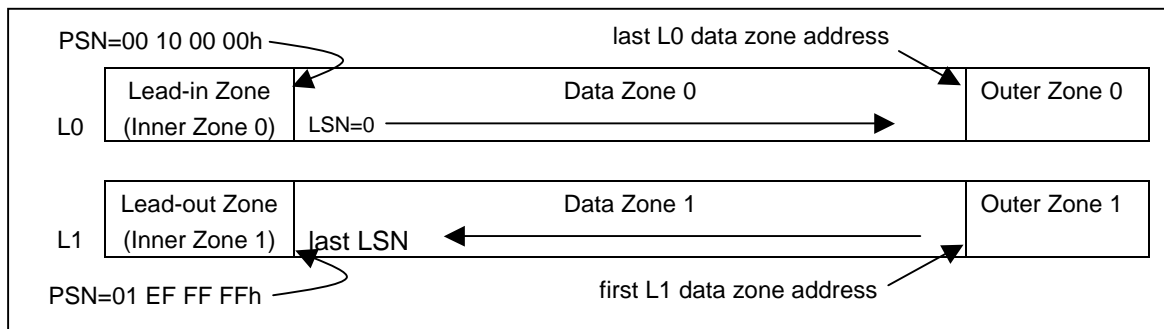 PSN=00 10 00 00h
last L0 data zone address
Lead-in Zone
(Inner Zone 0)
Data Zone 0
Outer Zone 0
L0
LSN=0
Lead-out Zone
(Inner Zone 1)
Data Zone 1
Outer Zone 1
L1
last LSN
PSN=01 EF FF FFh
first L1 data zone address